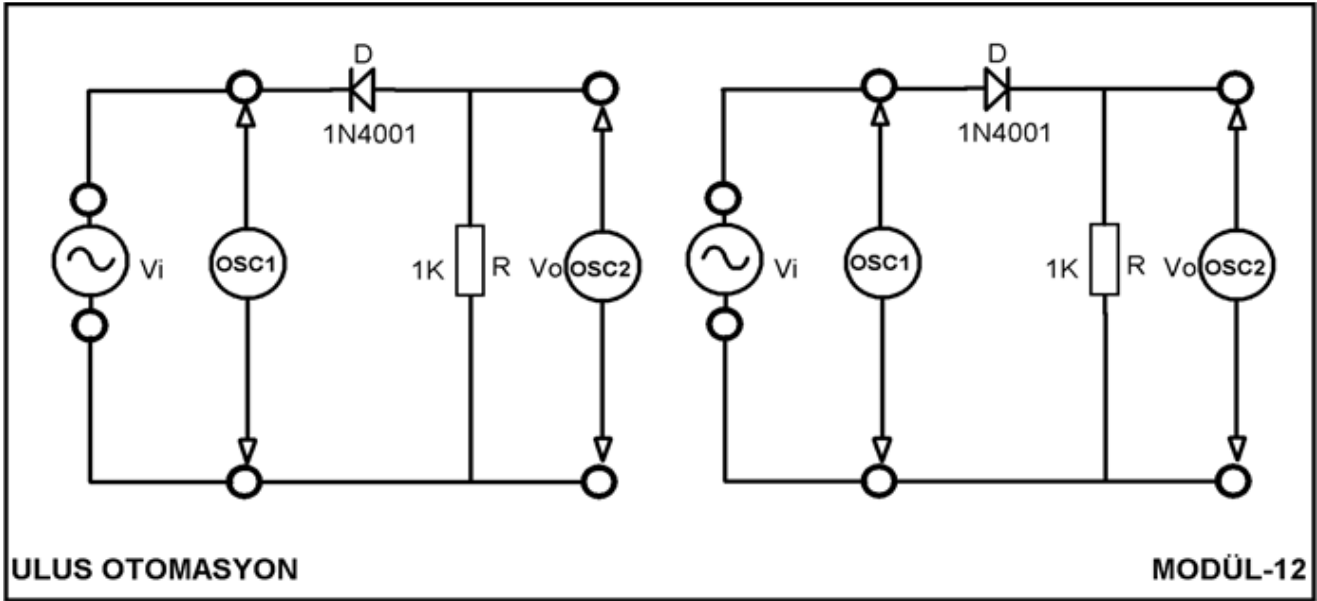 D
1N4001
Vi
OSC1
1K
R
Vo
OSC2
D
1N4001
Vi
OSC1
1K
R
Vo
OSC2
ULUS OTOMASYON
MODÜL-12